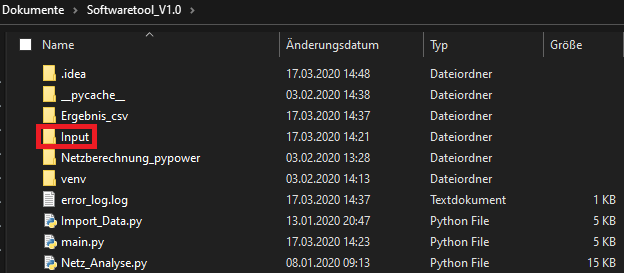 Dokumente > Softwaretool_V1.0 >
Name Änderungsdatum Typ Größe
.idea 17.03.2020 14:48 Dateiordner
__pycache__ 03.02.2020 14:38 Dateiordner
Ergebnis_csv 17.03.2020 14:37 Dateiordner
Input 17.03.2020 14:21 Dateiordner
Netzberechnung_pypower 03.02.2020 13:28 Dateiordner
venv 03.02.2020 14:13 Dateiordner
error_log.log 17.03.2020 14:37 Textdokument 1 KB
Import_Data.py 13.01.2020 20:47 Python File 5 KB
main.py 17.03.2020 14:23 Python File 5 KB
Netz_Analyse.py 08.01.2020 09:13 Python File 15 KB